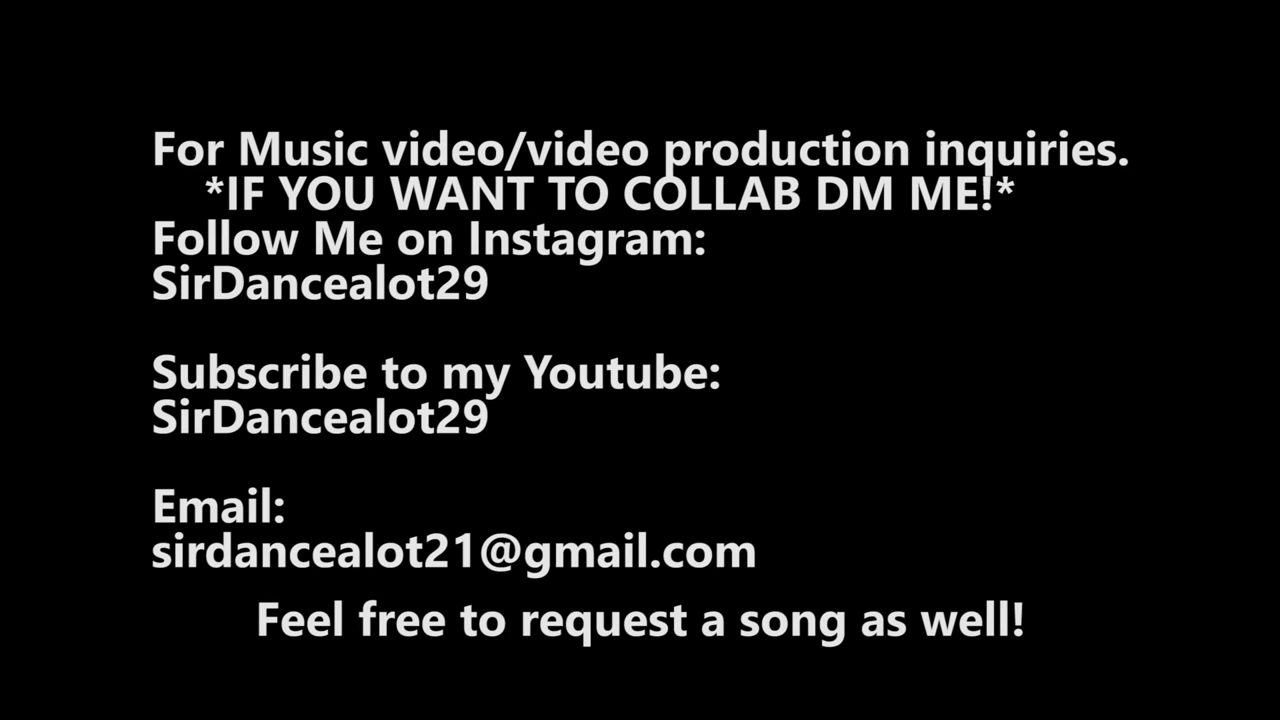 For Music video/video production inquiries.
*IF YOU WANT TO COLLAB DM ME!*
Follow Me on Instagram:
SirDancealot29
Subscribe to my Youtube:
SirDancealot29
Email:
sirdancealot21@gmail.com
Feel free to request a song as well!